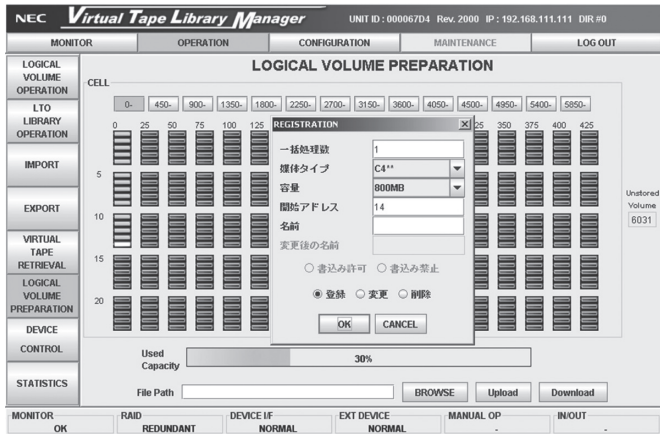 NEC Virtual Tape Library Manager UNIT ID : 000067D4 Rev. 2000 IP : 192.168.111.111 DIR #0
MONITOR OPERATION CONFIGURATION MAINTENANCE LOG OUT
LOGICAL VOLUME OPERATION
LTO LIBRARY OPERATION
IMPORT
EXPORT
VIRTUAL TAPE RETRIEVAL
LOGICAL VOLUME PREPARATION
DEVICE CONTROL
STATISTICS
LOGICAL VOLUME PREPARATION
CELL
0- 450- 900- 1350- 1800- 2250- 2700- 3150- 3600- 4050- 4500- 4950- 5400- 5850-
0 25 50 75 100 125 25 350 375 400 425
5
10
15
20
REGISTRATION
一括処理数 1
媒体タイプ C4**
容量 800MB
開始アドレス 14
名前
変更後の名前
書込み許可 書込み禁止
登録 変更 削除
OK CANCEL
Unstored Volume
6031
Used Capacity 30%
File Path BROWSE Upload Download
MONITOR RAID DEVICE I/F EXT DEVICE MANUAL OP IN/OUT
OK REDUNDANT NORMAL NORMAL - -